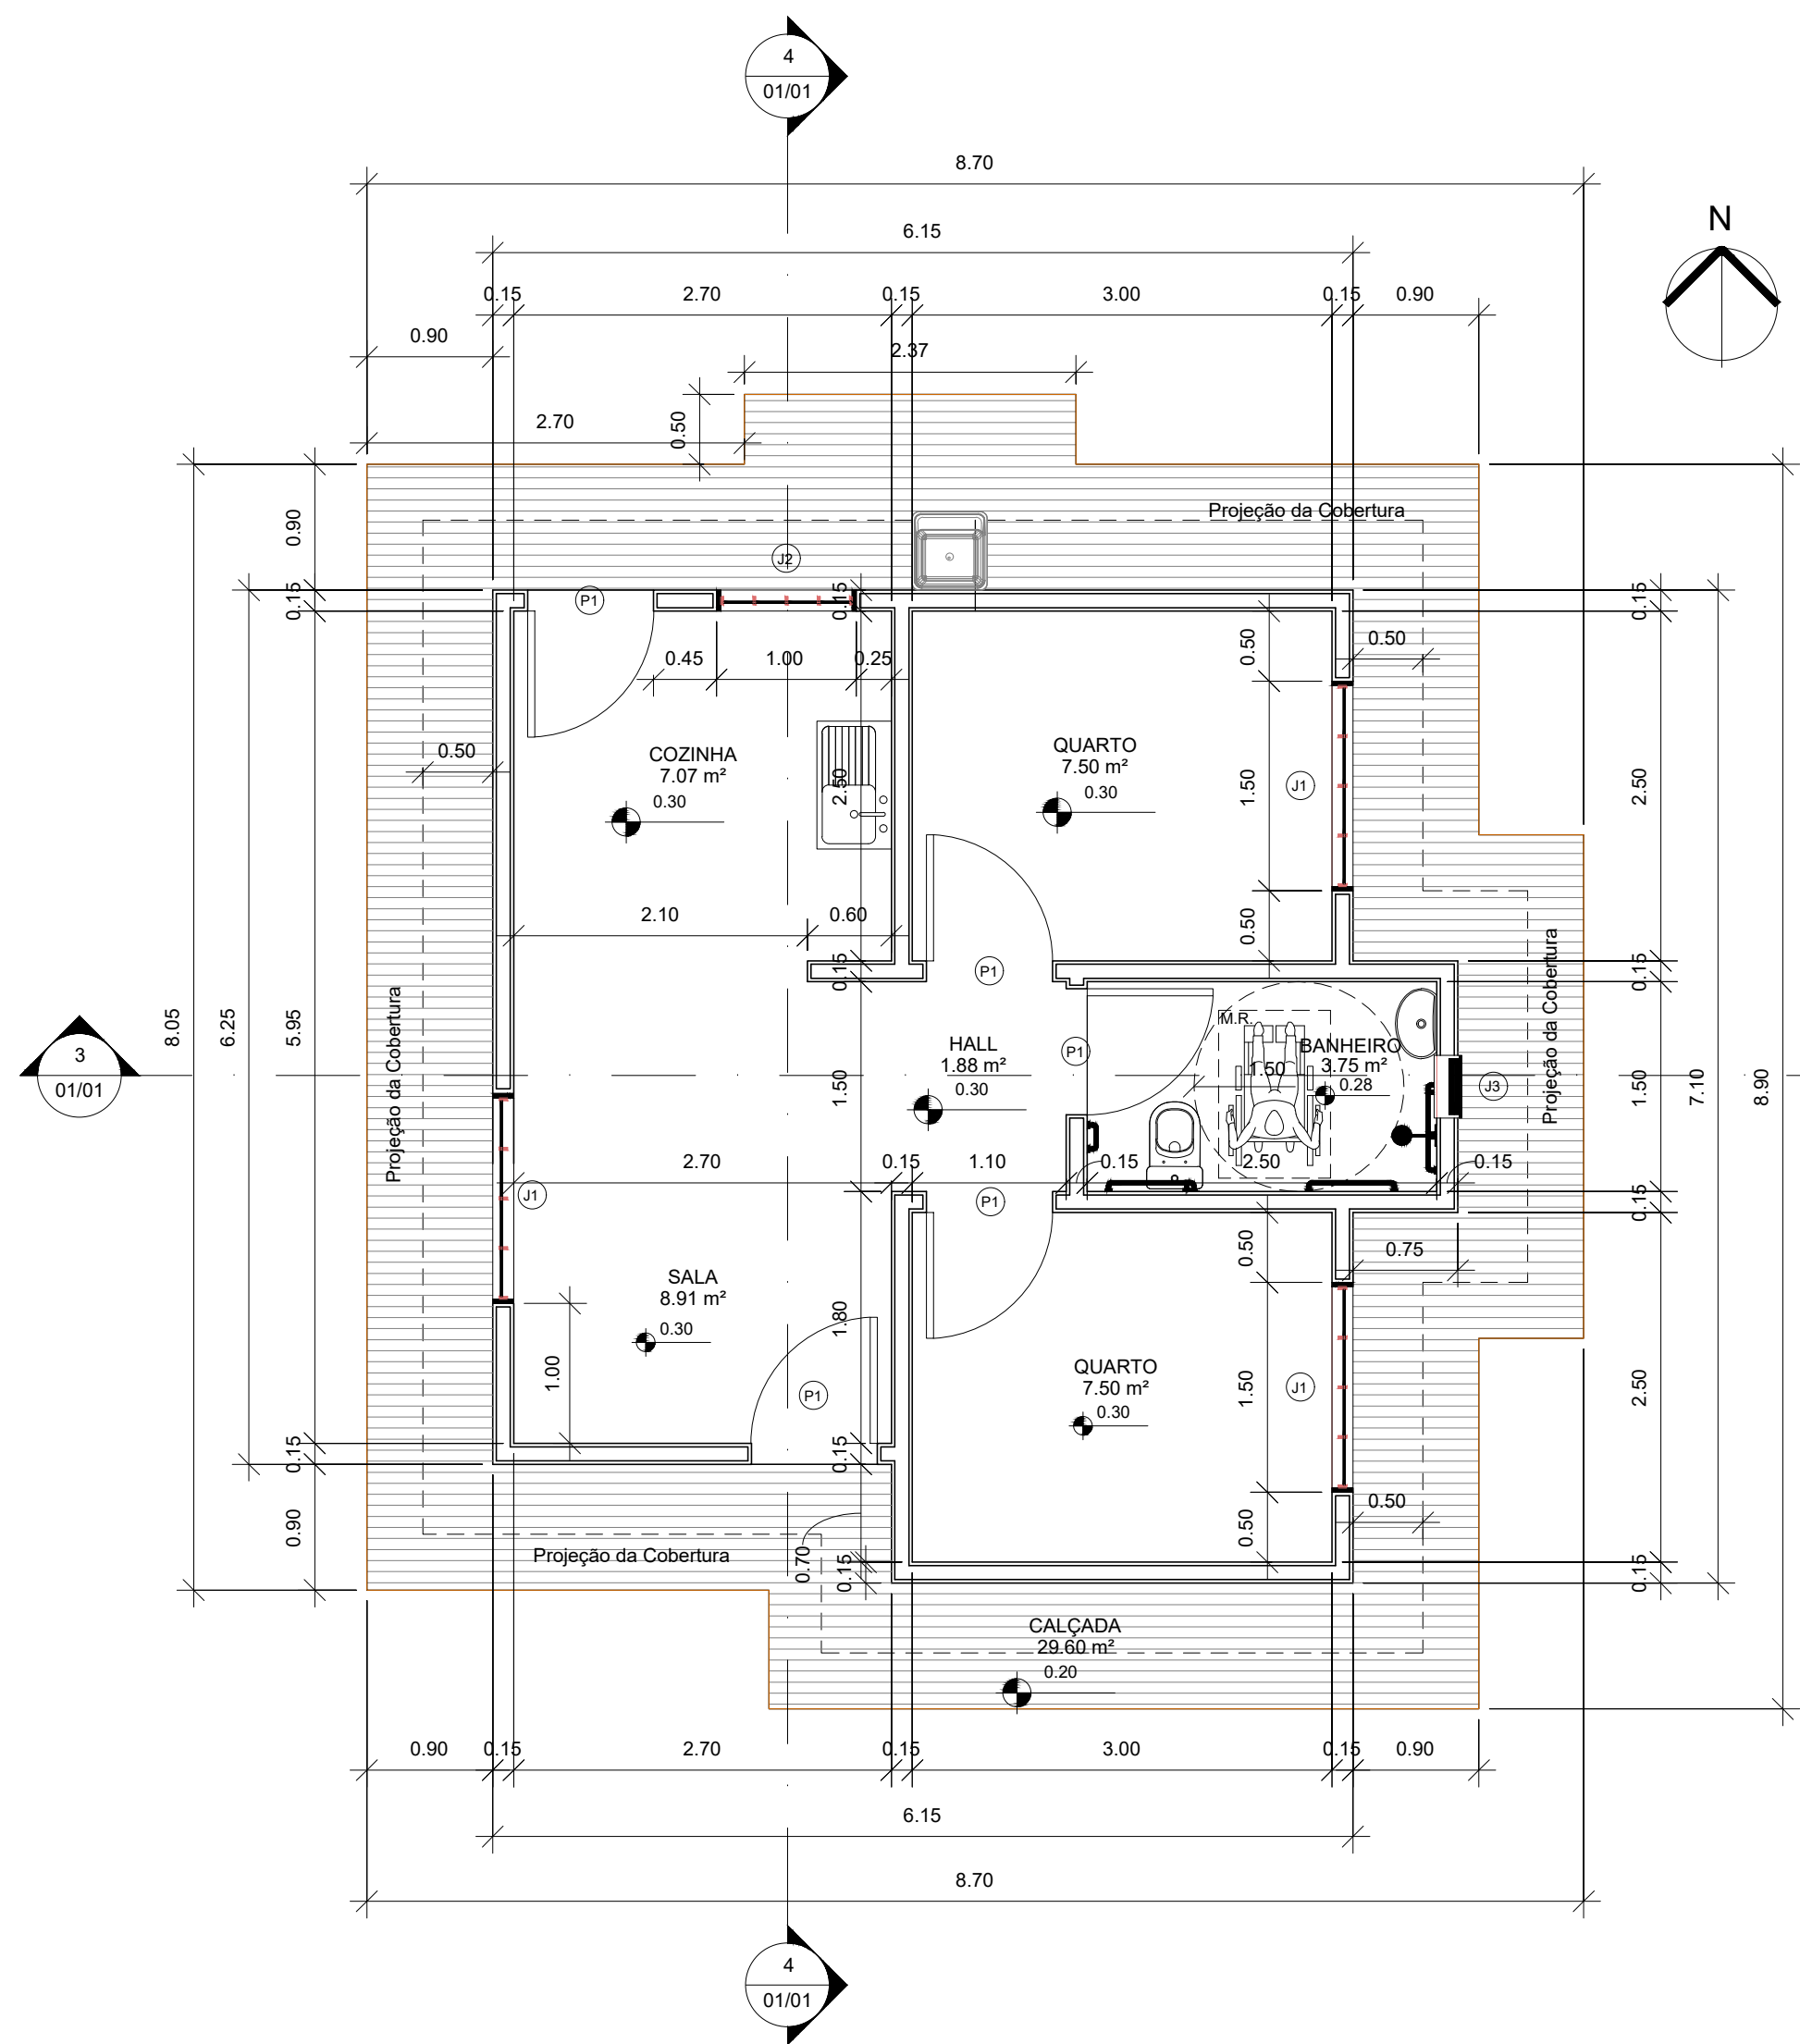 4
01/01
8.70
N
6.15
0.15
2.70
0.15
3.00
0.15
0.90
0.90
2.37
2.70
0.50
Projeção da Cobertura
0.90
J2
0.15
P1
0.15
0.15
0.50
0.45
1.00
0.25
0.50
COZINHA
7.07 m²
0.30
0.50
QUARTO
7.50 m²
0.30
2.50
1.50
J1
2.50
2.10
0.60
0.50
0.15
P1
0.15
Projeção da Cobertura
Projeção da Cobertura
8.05
6.25
5.95
3
01/01
HALL
1.88 m²
0.30
P1
M.R.
BANHEIRO
3.75 m²
0.28
1.50
J3
1.50
1.50
7.10
8.90
2.70
0.15
1.10
0.15
2.50
0.15
J1
P1
0.15
0.50
0.75
SALA
8.91 m²
0.30
1.80
1.00
P1
QUARTO
7.50 m²
0.30
1.50
J1
2.50
0.15
0.15
0.50
0.90
Projeção da Cobertura
0.70
0.15
0.50
0.15
CALÇADA
29.60 m²
0.20
0.90
0.15
2.70
0.15
3.00
0.15
0.90
6.15
8.70
4
01/01